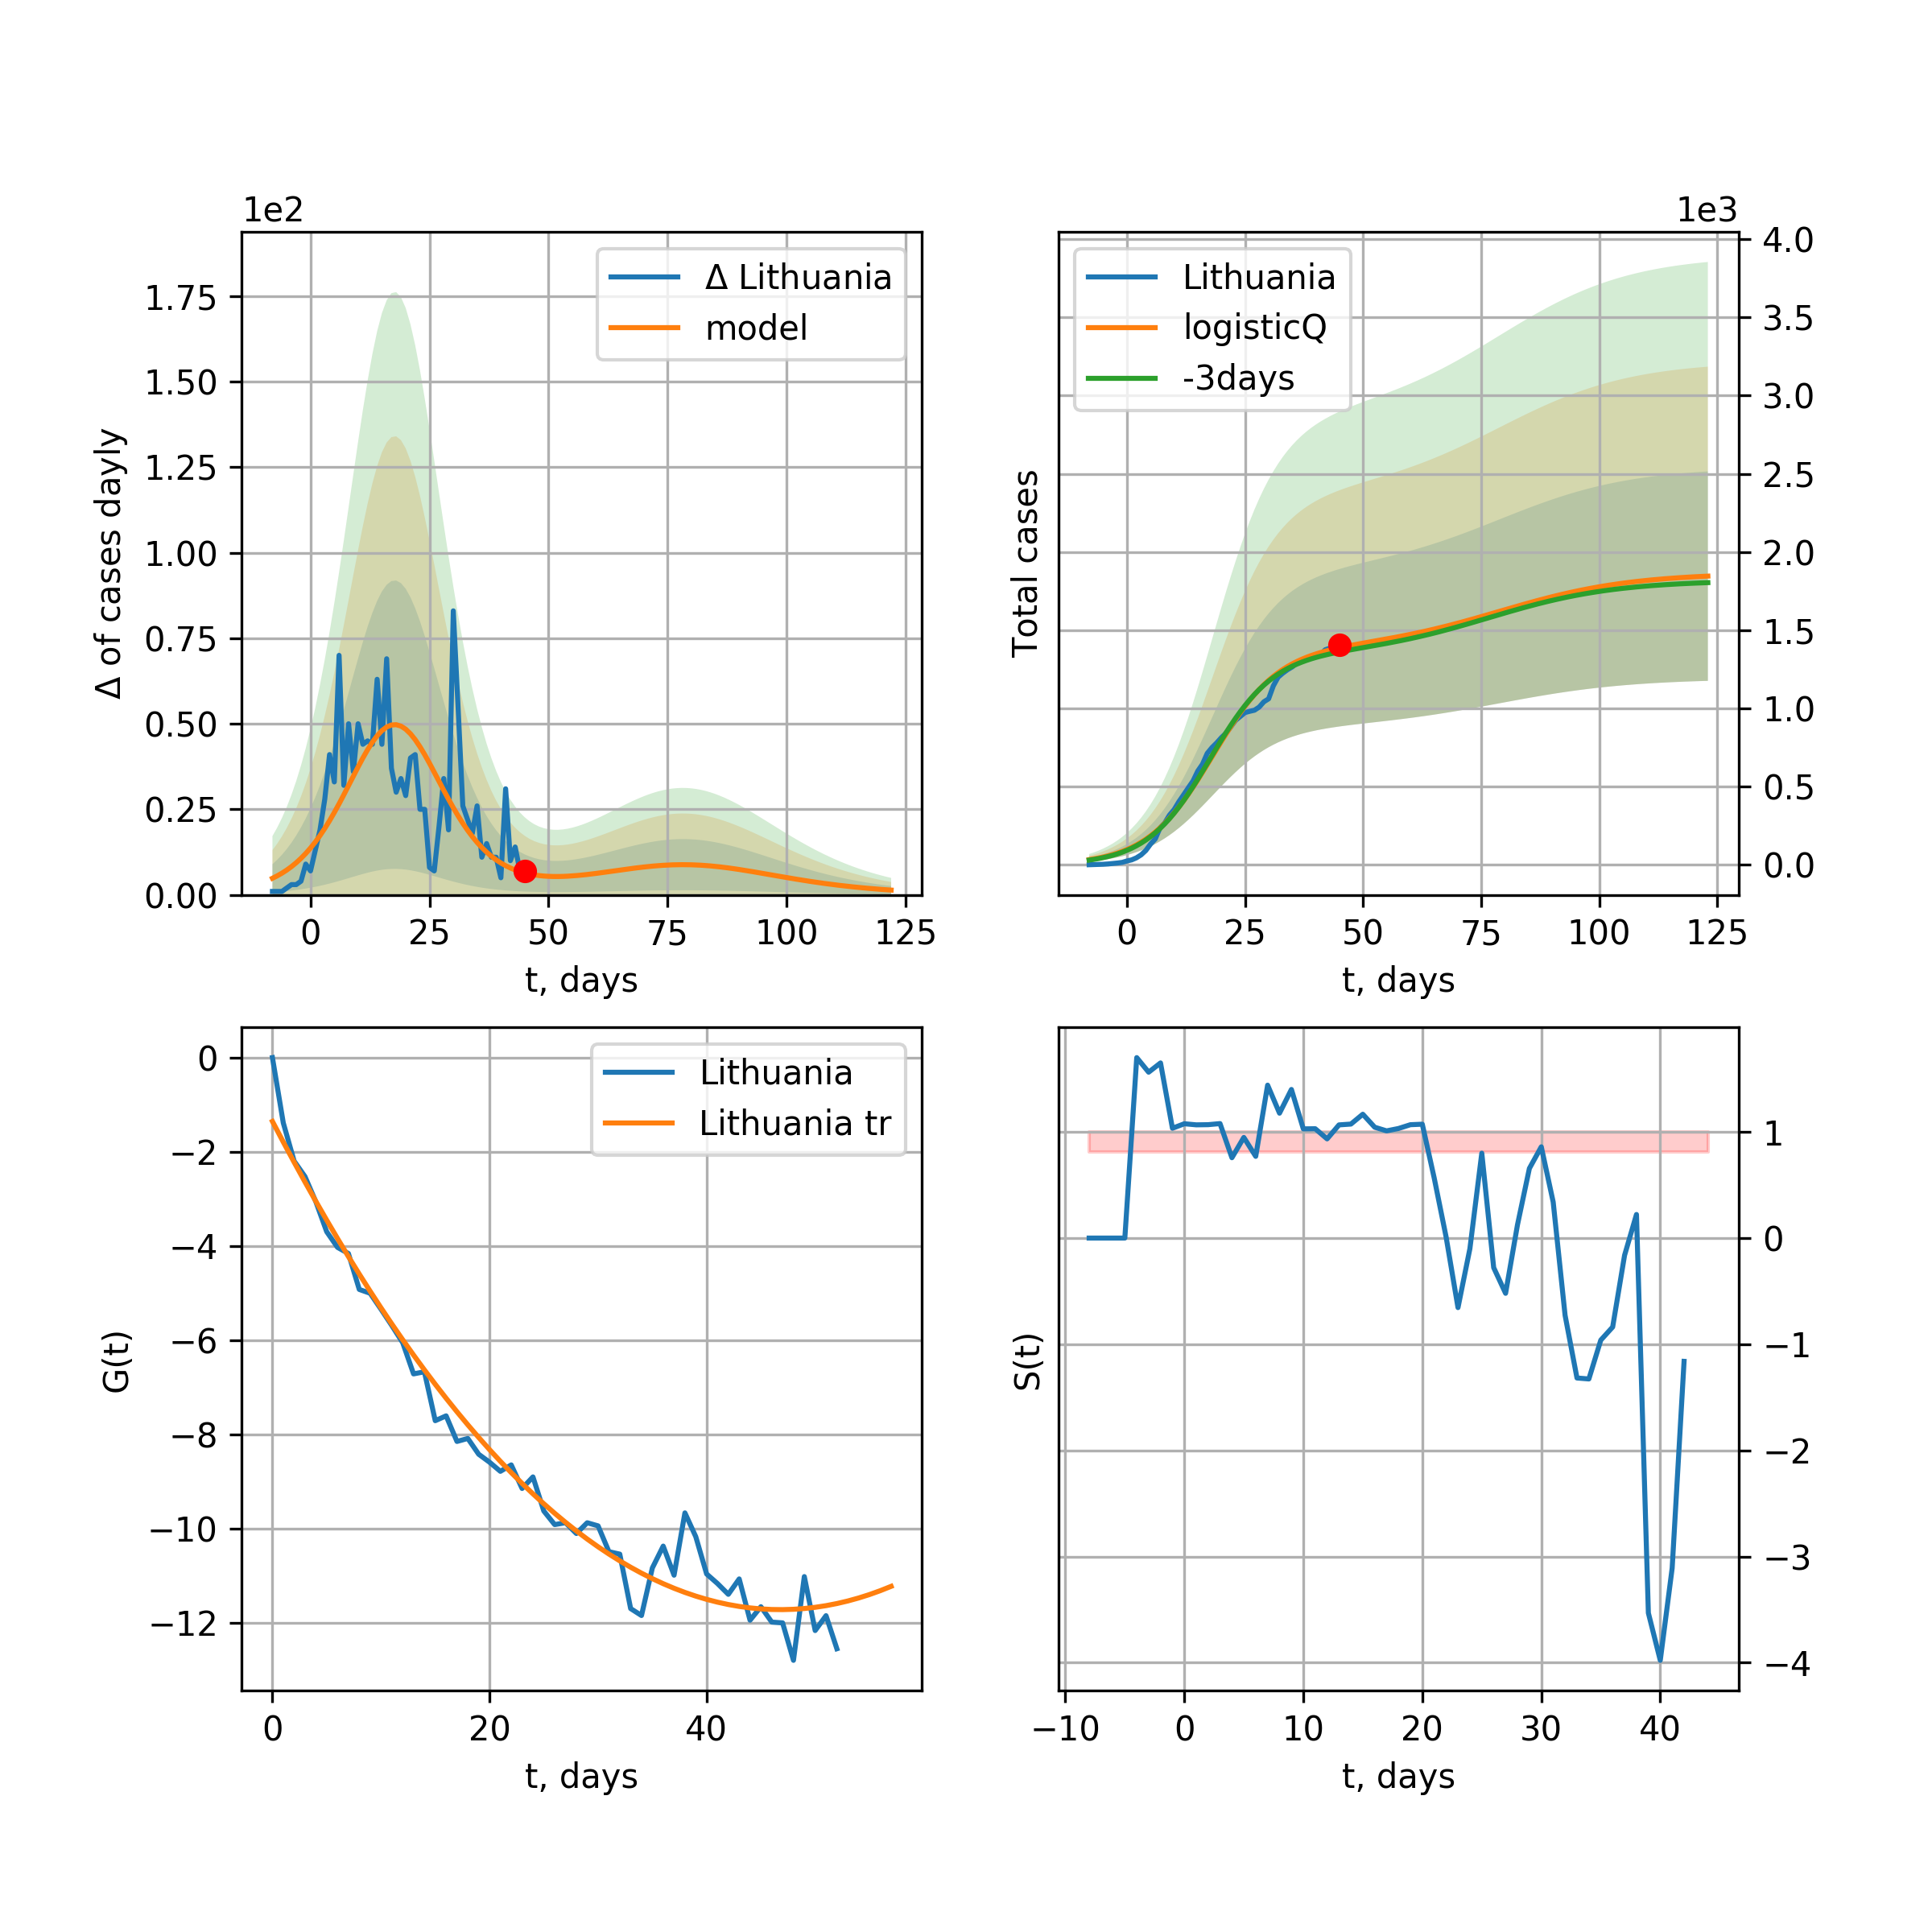 1e2
Δ Lithuania
model
1.75
1.50
1.25
1.00
0.75
0.50
0.25
0.00
Δ of cases dayly
0 25 50 75 100 125
t, days
1e3
Lithuania
logisticQ
-3days
4.0
3.5
3.0
2.5
2.0
1.5
1.0
0.5
0.0
Total cases
0 25 50 75 100 125
t, days
Lithuania
Lithuania tr
0
−2
−4
−6
−8
−10
−12
G(t)
0 20 40
t, days
1
0
−1
−2
−3
−4
S(t)
−10 0 10 20 30 40
t, days